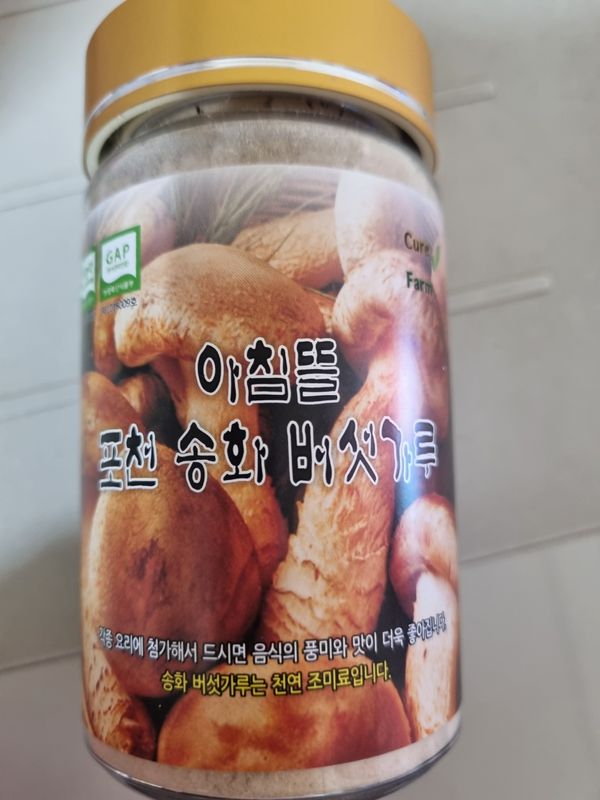 GAP
Cure
Farm
아침뜰
포천 송화 버섯가루
각종 요리에 첨가해서 드시면 음식의 풍미와 맛이 더욱 좋아집니다.
송화 버섯가루는 천연 조미료입니다.